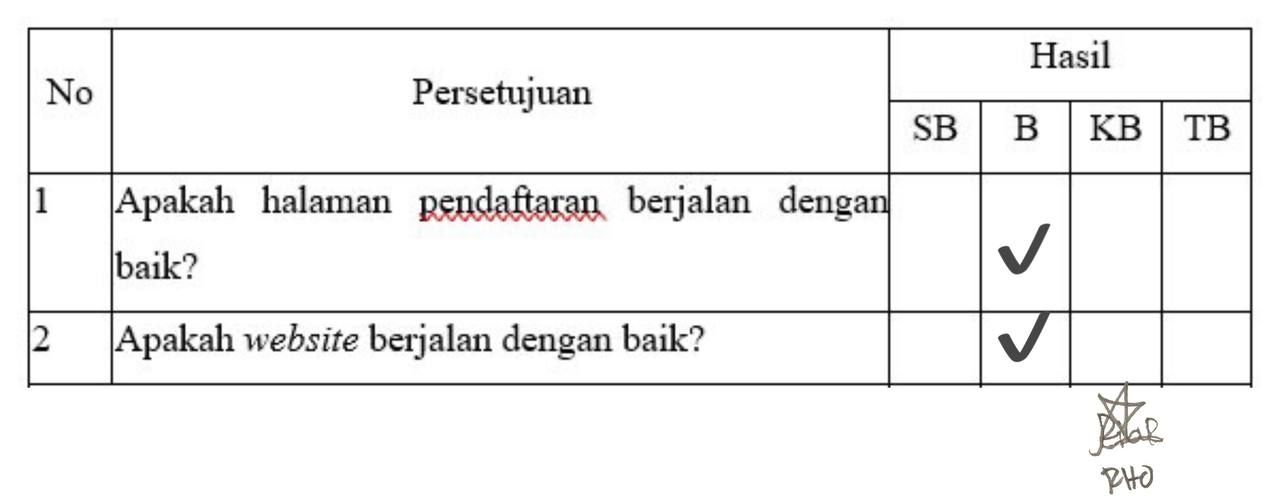 No
Persetujuan
Hasil
SB B KB TB
1 Apakah halaman pendaftaran berjalan dengan
baik?
2 Apakah website berjalan dengan baik?
RHO